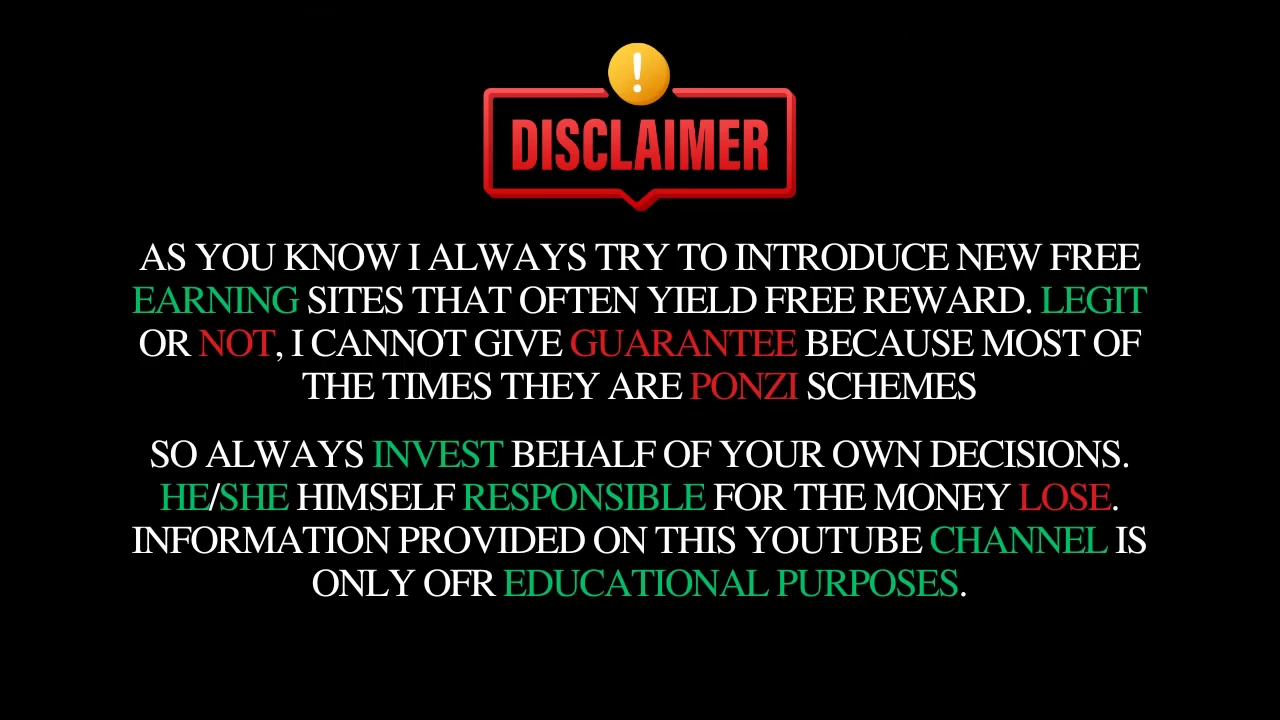 !
DISCLAIMER
AS YOU KNOW I ALWAYS TRY TO INTRODUCE NEW FREE
EARNING SITES THAT OFTEN YIELD FREE REWARD. LEGIT
OR NOT, I CANNOT GIVE GUARANTEE BECAUSE MOST OF
THE TIMES THEY ARE PONZI SCHEMES
SO ALWAYS INVEST BEHALF OF YOUR OWN DECISIONS.
HE/SHE HIMSELF RESPONSIBLE FOR THE MONEY LOSE.
INFORMATION PROVIDED ON THIS YOUTUBE CHANNEL IS
ONLY OFR EDUCATIONAL PURPOSES.